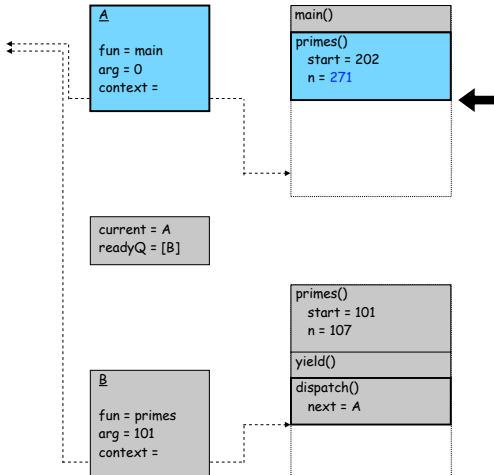 A
fun = main
arg = 0
context =
main()
primes()
start = 202
n = 271
current = A
readyQ = [B]
primes()
start = 101
n = 107
yield()
dispatch()
next = A
B
fun = primes
arg = 101
context =